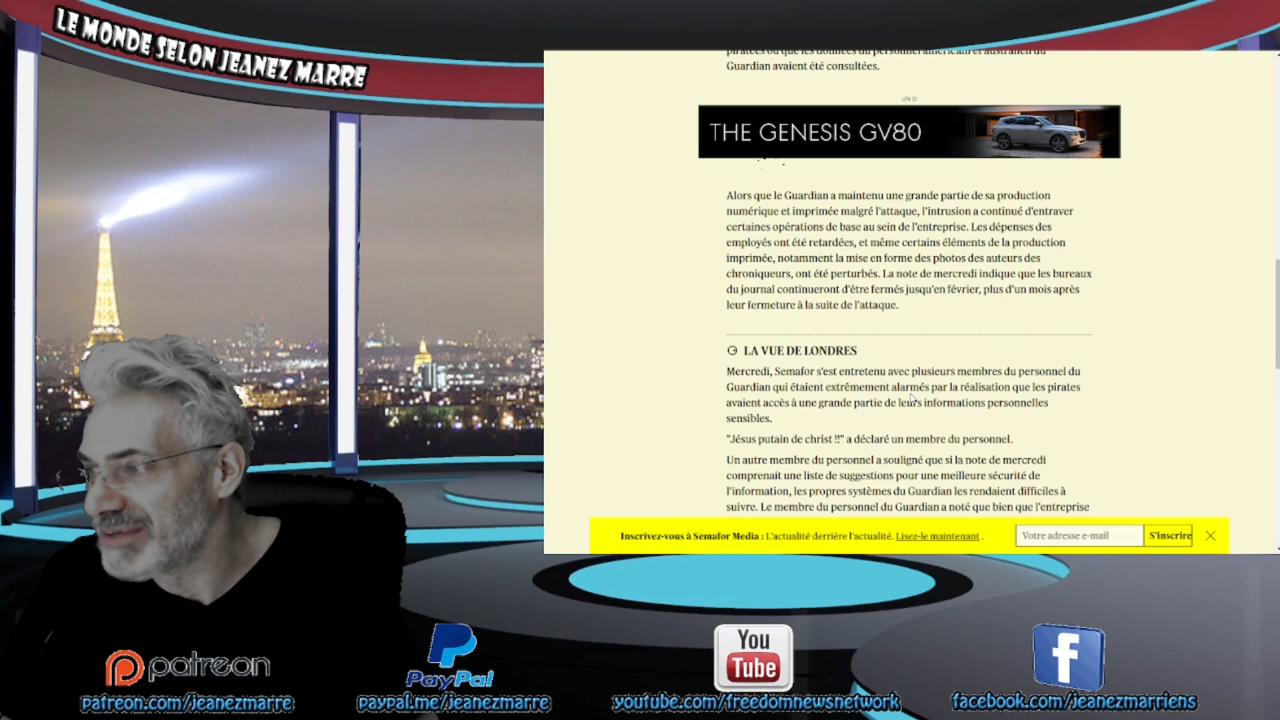 LE MONDE SELON JEANEZ MARRE
piratées ou que les données du personnel américain et australien du
Guardian avaient été consultées.
UN D
THE GENESIS GV80
Alors que le Guardian a maintenu une grande partie de sa production
numérique et imprimée malgré l'attaque, l'intrusion a continué d'entraver
certaines opérations de base au sein de l'entreprise. Les dépenses des
employés ont été retardées, et même certains éléments de la production
imprimée, notamment la mise en forme des photos des auteurs des
chroniqueurs, ont été perturbés. La note de mercredi indique que les bureaux
du journal continueront d'être fermés jusqu'en février, plus d'un mois après
leur fermeture à la suite de l'attaque.
LA VUE DE LONDRES
Mercredi, Semafor s'est entretenu avec plusieurs membres du personnel du
Guardian qui étaient extrêmement alarmés par la réalisation que les pirates
avaient accès à une grande partie de leurs informations personnelles
sensibles.
"Jésus putain de christ !!" a déclaré un membre du personnel.
Un autre membre du personnel a souligné que si la note de mercredi
comprenait une liste de suggestions pour une meilleure sécurité de
l'information, les propres systèmes du Guardian les rendaient difficiles à
suivre. Le membre du personnel du Guardian a noté que bien que l'entreprise
Inscrivez-vous à Semafor Media : L'actualité derrière l'actualité. Lisez-le maintenant .
Votre adresse e-mail
S'inscrire
patreon
patreon.com/jeanezmarre
PayPal
paypal.me/jeanezmarre
You
Tube
youtube.com/freedomnewsnetwork
f
facebook.com/jeanezmarriens